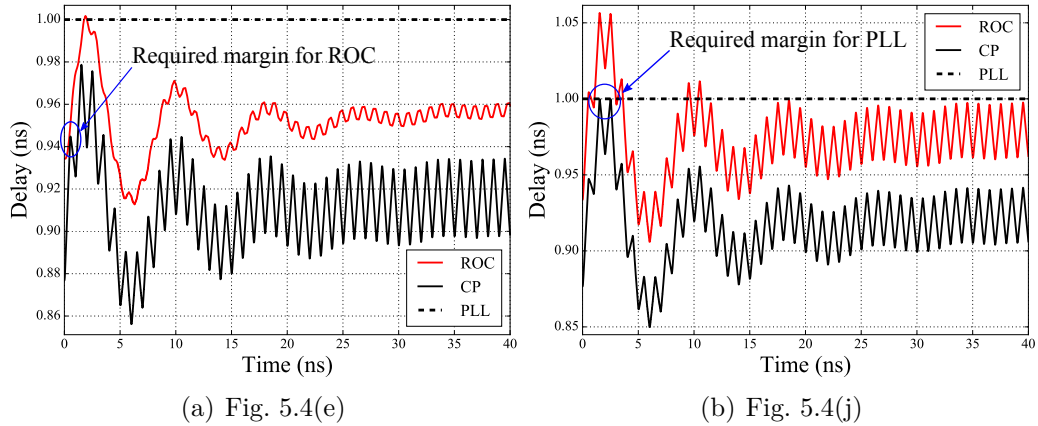 1.00
0.98
0.96
0.94
0.92
0.90
0.88
0.86
Delay (ns)
Required margin for ROC
ROC
CP
PLL
0 5 10 15 20 25 30 35 40
Time (ns)
(a) Fig. 5.4(e)
1.05
1.00
0.95
0.90
0.85
Delay (ns)
Required margin for PLL
ROC
CP
PLL
0 5 10 15 20 25 30 35 40
Time (ns)
(b) Fig. 5.4(j)